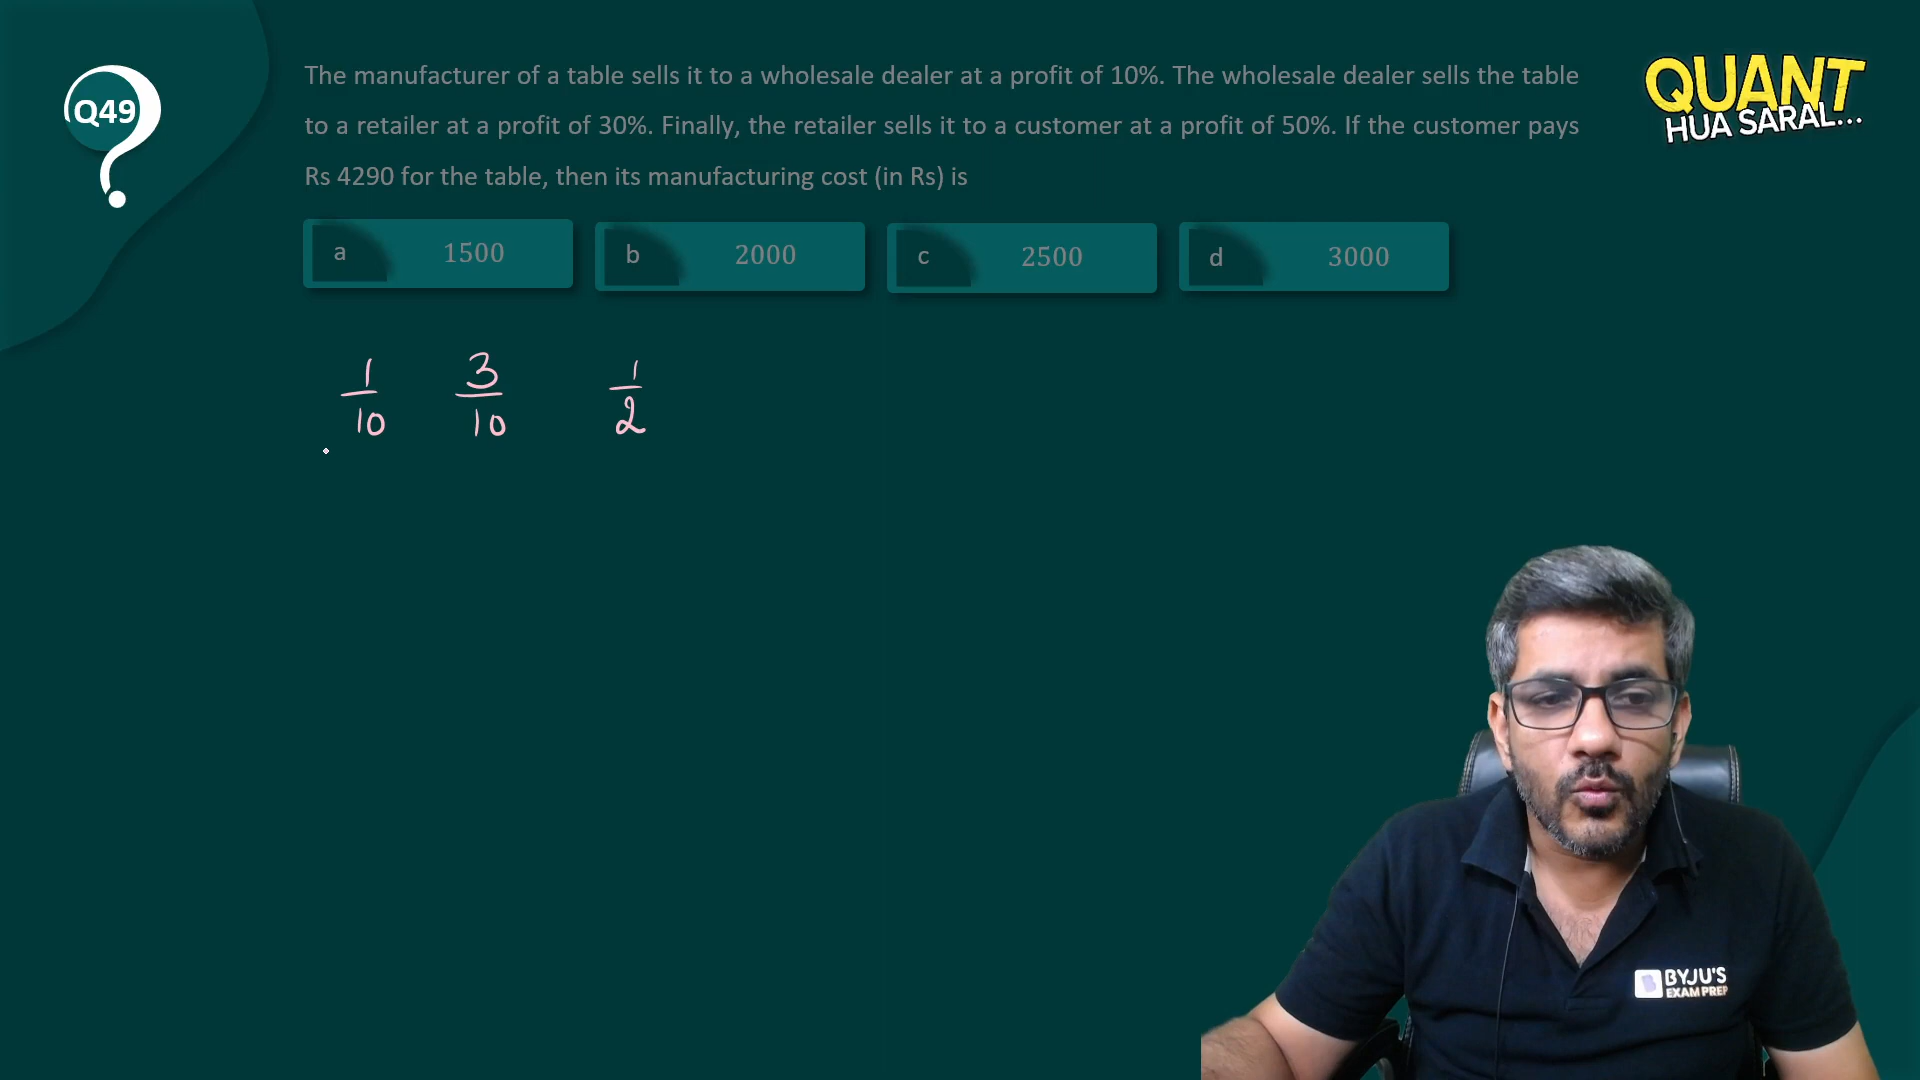 Q49
The manufacturer of a table sells it to a wholesale dealer at a profit of 10%. The wholesale dealer sells the table
to a retailer at a profit of 30%. Finally, the retailer sells it to a customer at a profit of 50%. If the customer pays
Rs 4290 for the table, then its manufacturing cost (in Rs) is
QUANT
HUA SARAL...
a 1500 b 2000 c 2500 d 3000
1 3 1
10 10 2
BYJU'S
EXAM PREP